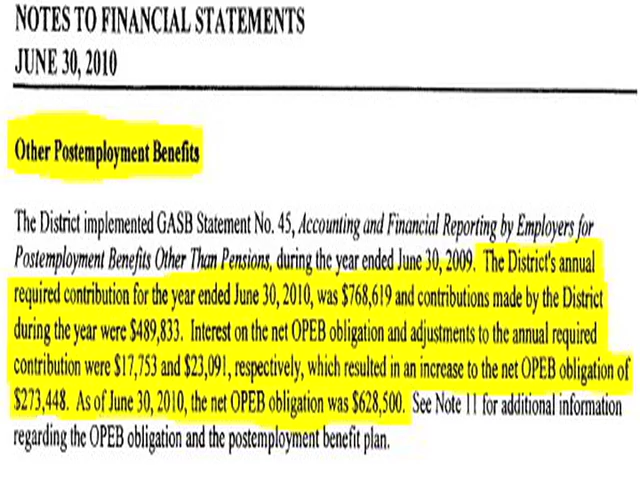 NOTES TO FINANCIAL STATEMENTS
JUNE 30, 2010
Other Postemployment Benefits
The District implemented GASB Statement No. 45, Accounting and Financial Reporting by Employers for
Postemployment Benefits Other Than Pensions, during the year ended June 30, 2009. The District's annual
required contribution for the year ended June 30, 2010, was $768,619 and contributions made by the District
during the year were $489,833. Interest on the net OPEB obligation and adjustments to the annual required
contribution were $17,753 and $23,091, respectively, which resulted in an increase to the net OPEB obligation of
$273,448. As of June 30, 2010, the net OPEB obligation was $628,500. See Note 11 for additional information
regarding the OPEB obligation and the postemployment benefit plan.